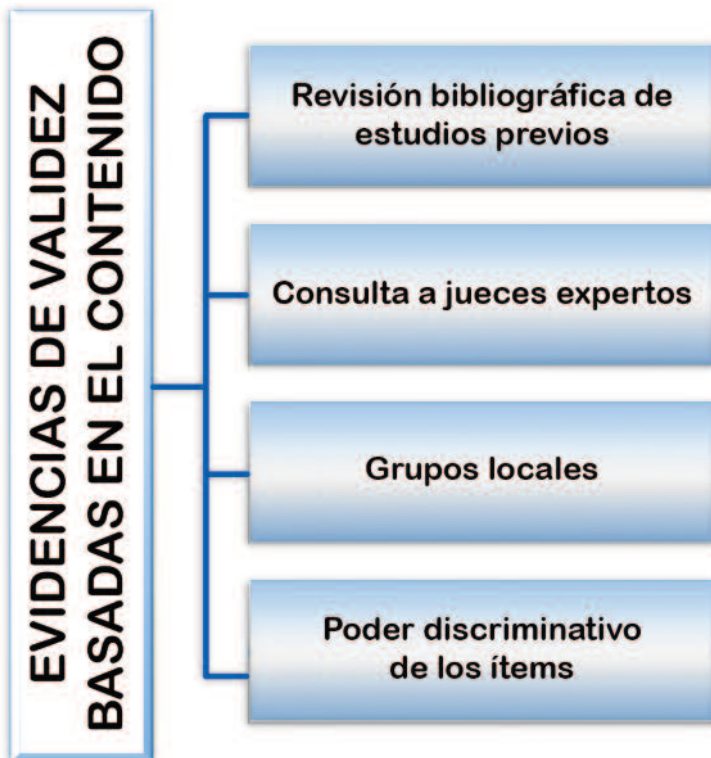 EVIDENCIAS DE VALIDEZ
BASADAS EN EL CONTENIDO
Revisión bibliográfica de
estudios previos
Consulta a jueces expertos
Grupos locales
Poder discriminativo
de los ítems